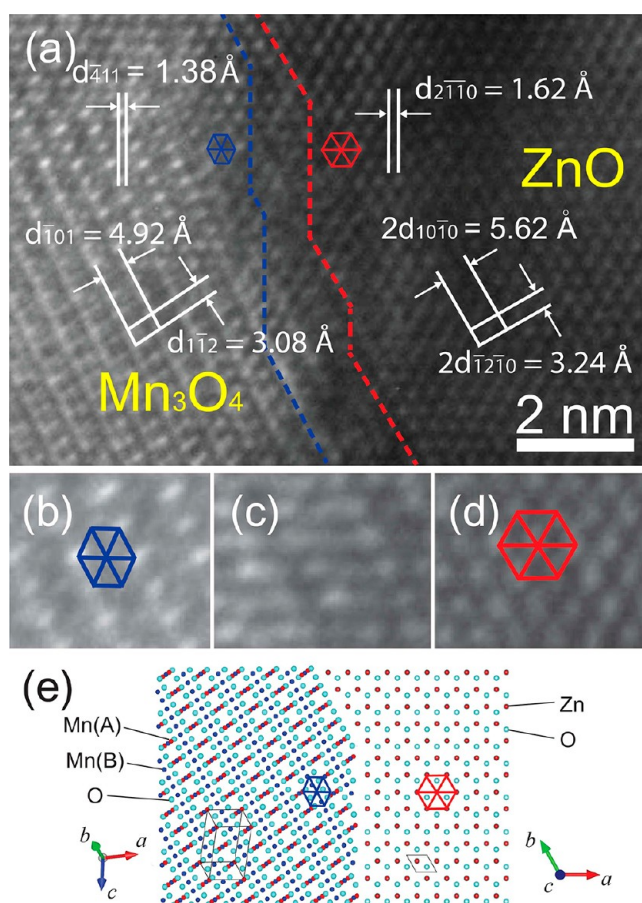 (a)
d4̅11 = 1.38 Å
d21̅1̅0 = 1.62 Å
ZnO
d1̅01 = 4.92 Å
2d101̅0 = 5.62 Å
d11̅2 = 3.08 Å
2d1̅21̅0 = 3.24 Å
Mn₃O₄
2 nm
(b)
(c)
(d)
(e)
Mn(A)
Mn(B)
O
Zn
O
b
a
c
b
c
a